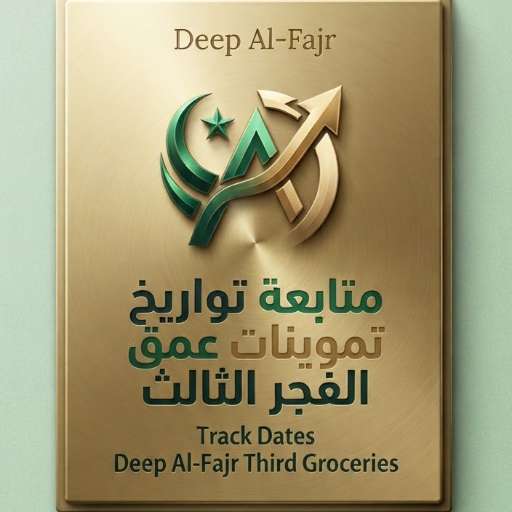 Deep Al-Fajr
متابعة تواريخ
تموينات عمق
الفجر الثالث
Track Dates
Deep Al-Fajr Third Groceries